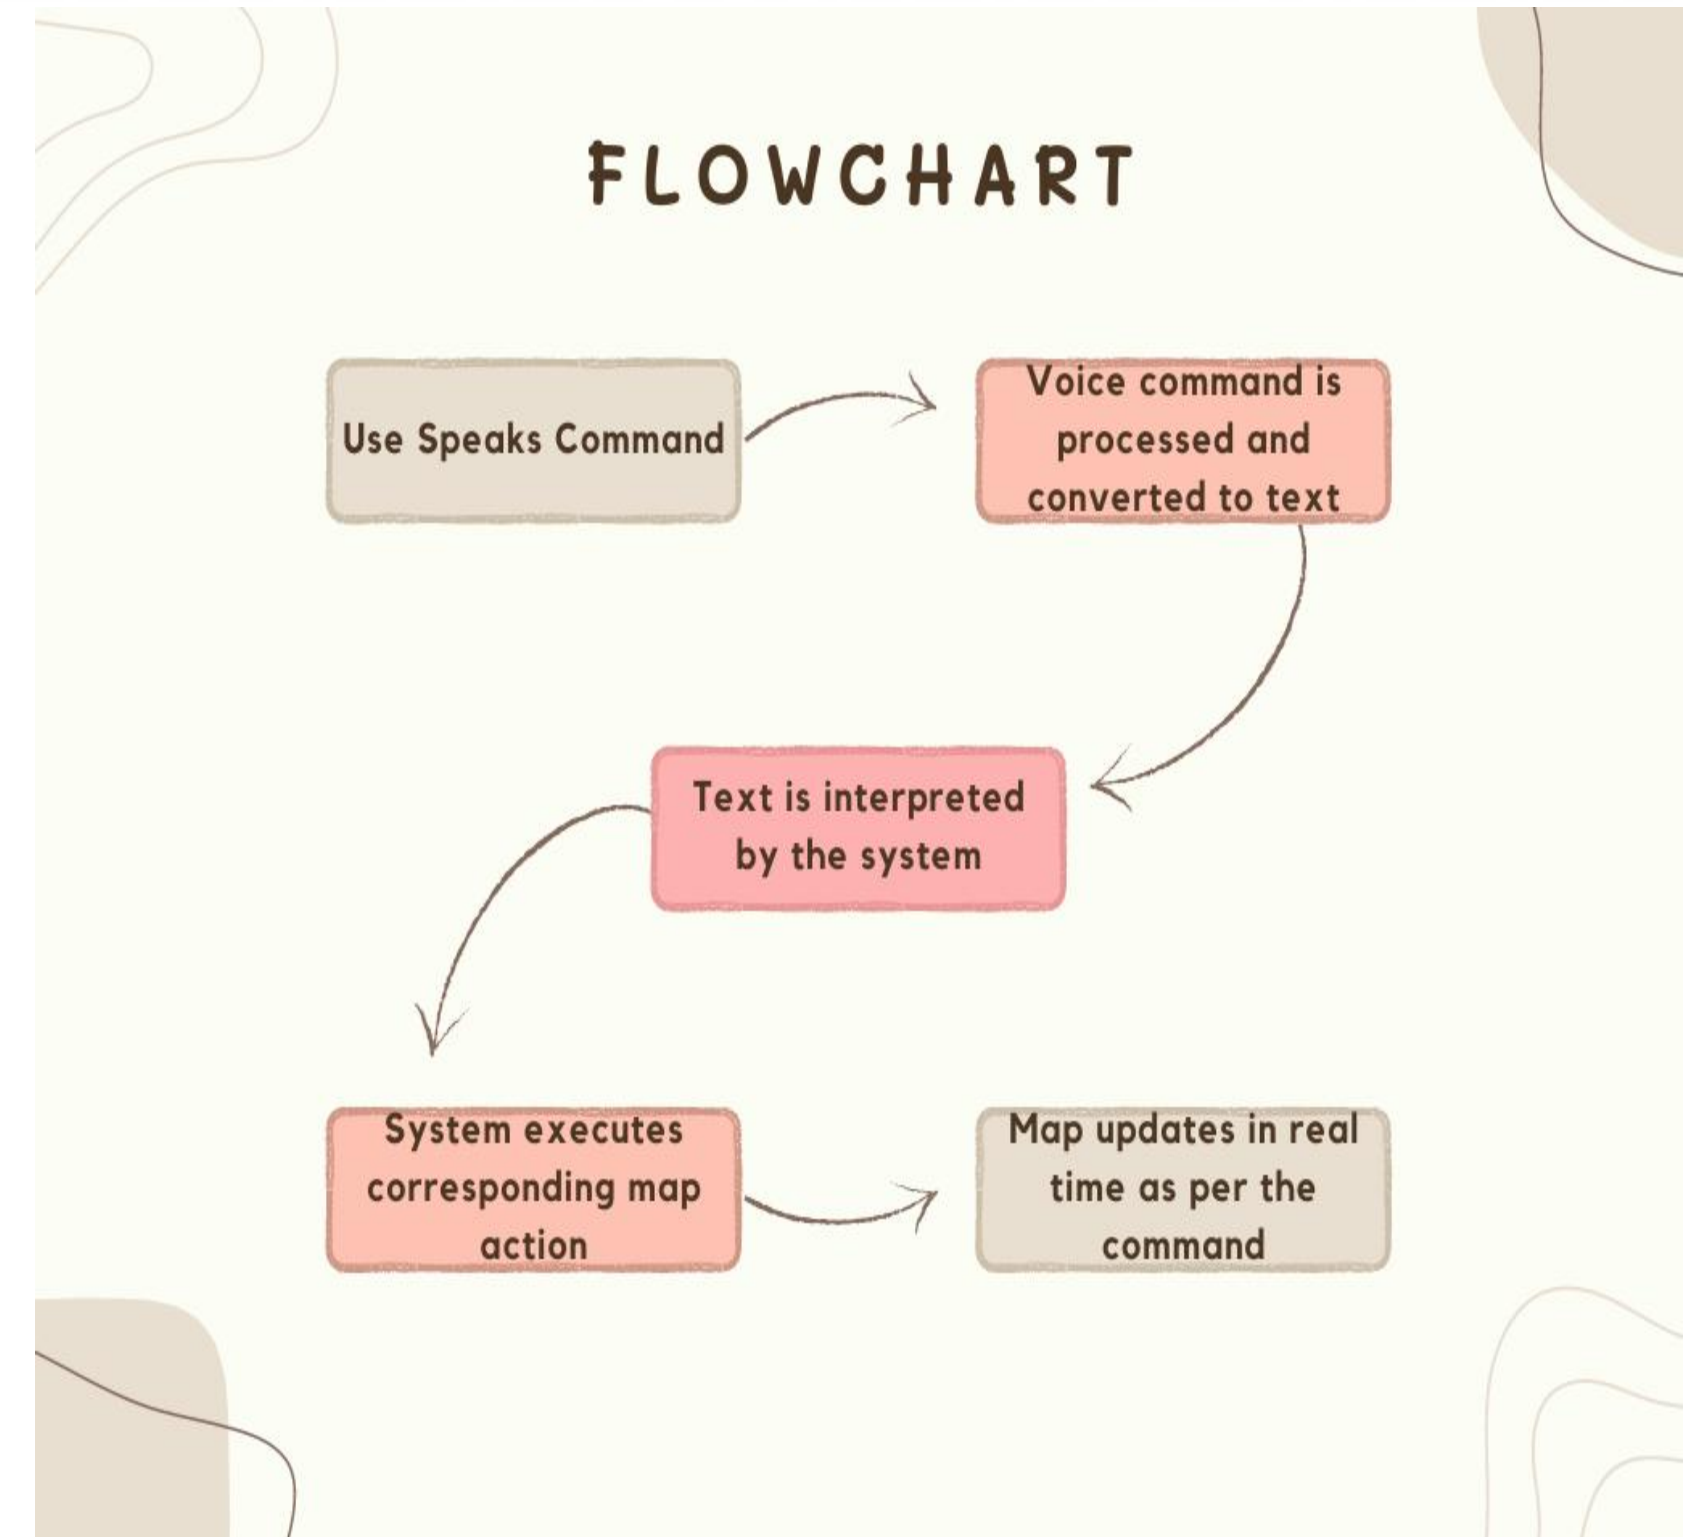 FLOWCHART
Use Speaks Command
Voice command is
processed and
converted to text
Text is interpreted
by the system
System executes
corresponding map
action
Map updates in real
time as per the
command